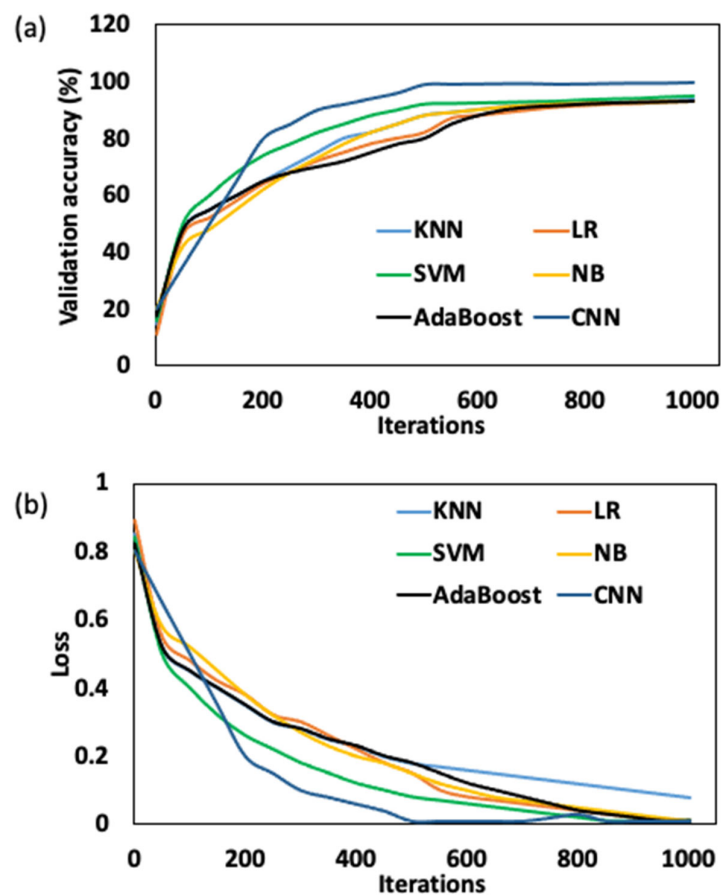 (a)
120
100
80
60
40
20
0
Validation accuracy (%)
KNN LR
SVM NB
AdaBoost CNN
0 200 400 600 800 1000
Iterations
(b)
1
0.8
0.6
0.4
0.2
0
Loss
KNN LR
SVM NB
AdaBoost CNN
0 200 400 600 800 1000
Iterations